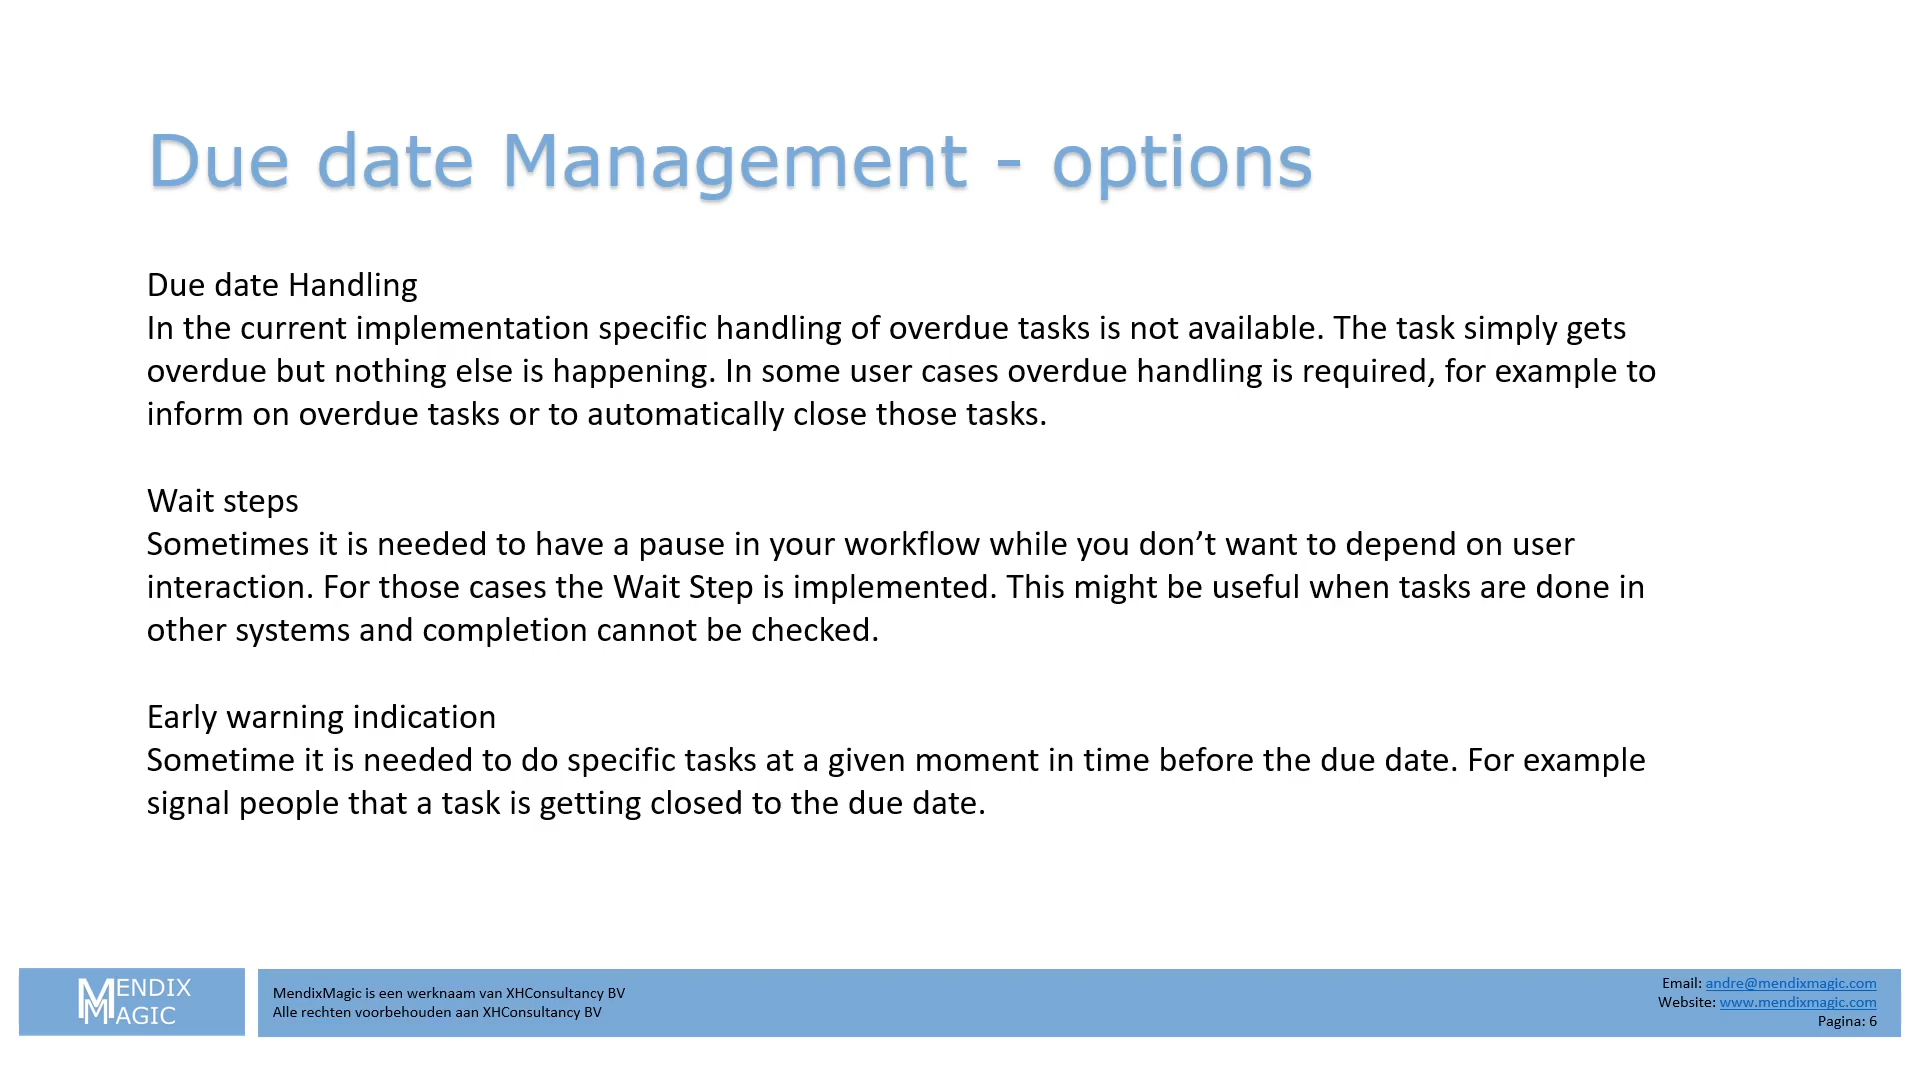 Due date Management - options
Due date Handling
In the current implementation specific handling of overdue tasks is not available. The task simply gets
overdue but nothing else is happening. In some user cases overdue handling is required, for example to
inform on overdue tasks or to automatically close those tasks.
Wait steps
Sometimes it is needed to have a pause in your workflow while you don’t want to depend on user
interaction. For those cases the Wait Step is implemented. This might be useful when tasks are done in
other systems and completion cannot be checked.
Early warning indication
Sometime it is needed to do specific tasks at a given moment in time before the due date. For example
signal people that a task is getting closed to the due date.
MENDIX
MAGIC
MendixMagic is een werknaam van XHConsultancy BV
Alle rechten voorbehouden aan XHConsultancy BV
Email: andre@mendixmagic.com
Website: www.mendixmagic.com
Pagina: 6